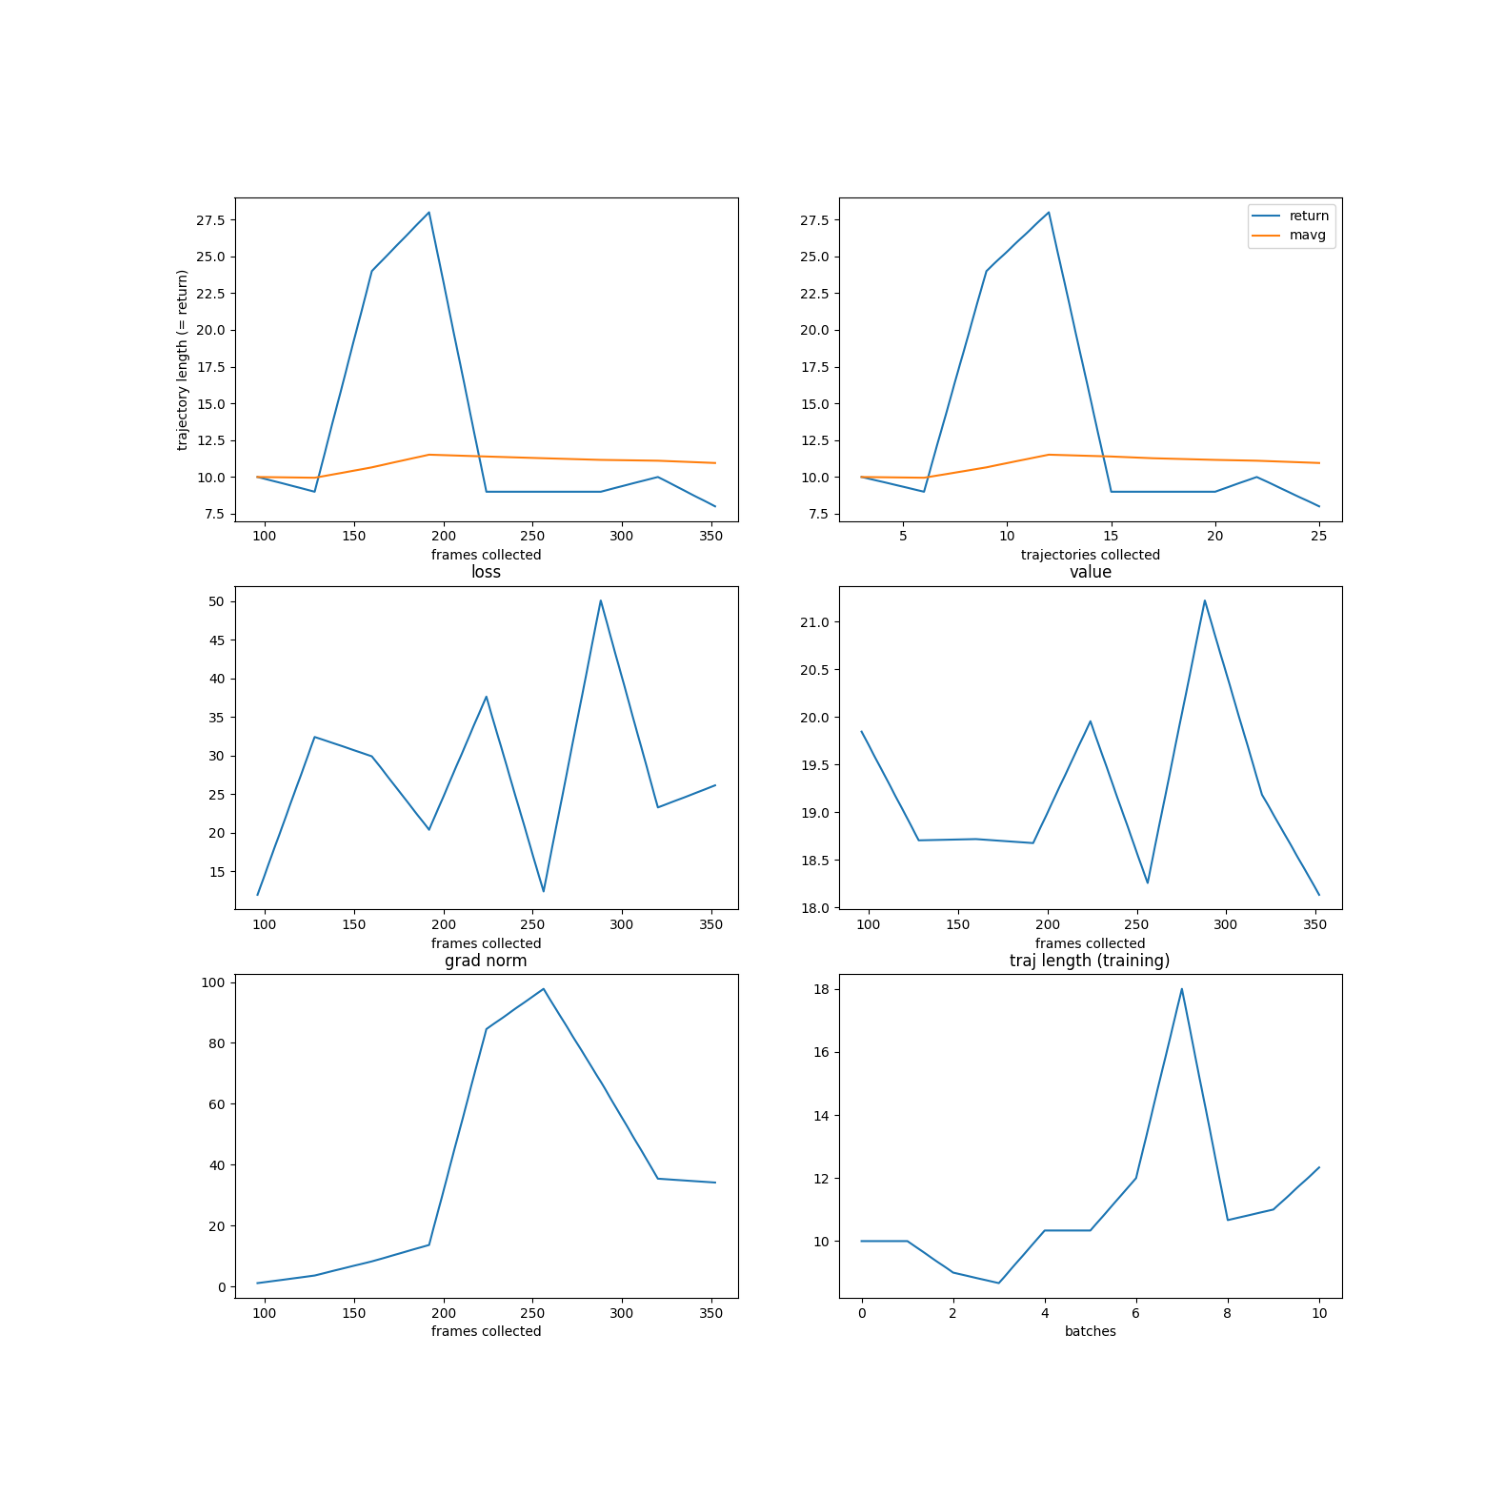 27.5
25.0
22.5
20.0
17.5
15.0
12.5
10.0
7.5
trajectory length (= return)
100 150 200 250 300 350
frames collected
27.5
25.0
22.5
20.0
17.5
15.0
12.5
10.0
7.5
return
mavg
5 10 15 20 25
trajectories collected
loss
50
45
40
35
30
25
20
15
100 150 200 250 300 350
frames collected
value
21.0
20.5
20.0
19.5
19.0
18.5
18.0
100 150 200 250 300 350
frames collected
grad norm
100
80
60
40
20
0
100 150 200 250 300 350
frames collected
traj length (training)
18
16
14
12
10
0 2 4 6 8 10
batches